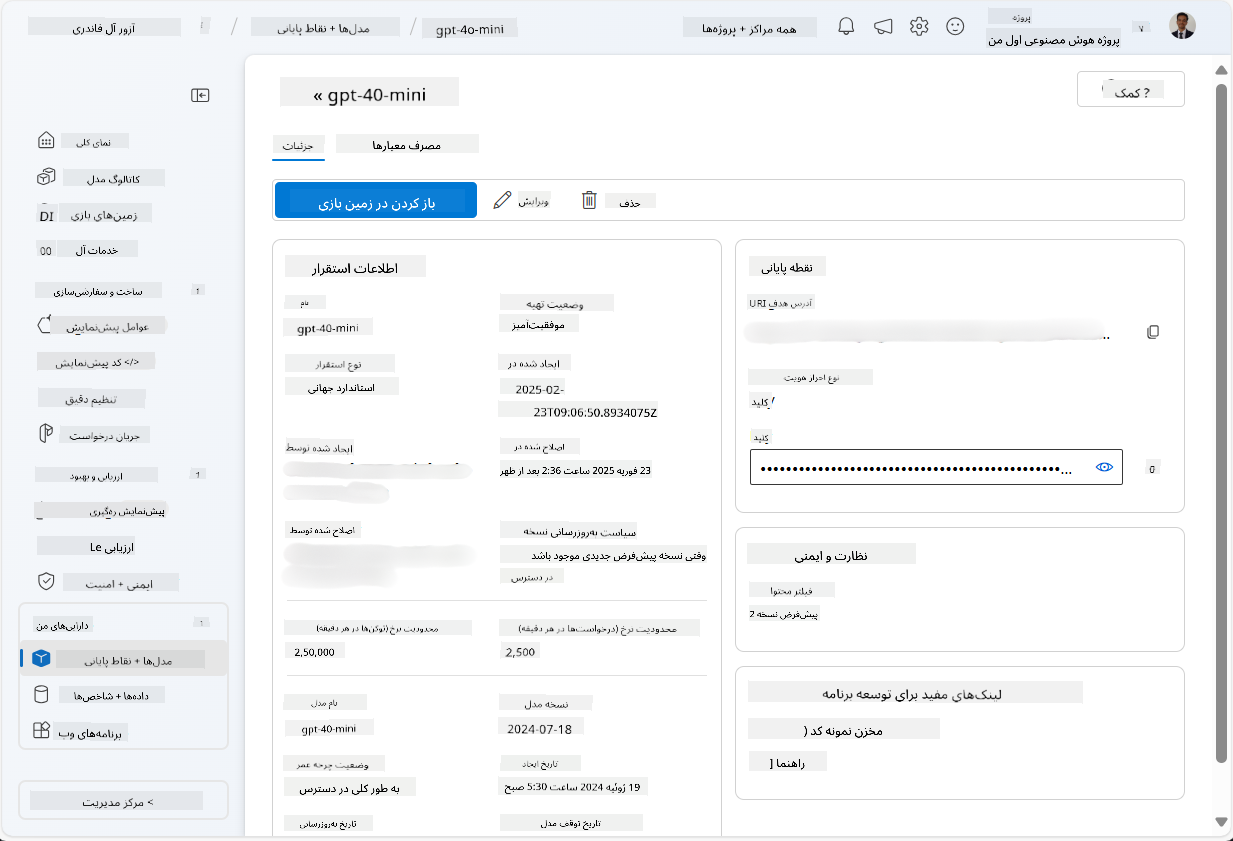 آزور آل فاندری
/
مدل‌ها + نقاط پایانی
/
gpt-4o-mini
همه مراکز + پروژه‌ها
پروژه
پروژه هوش مصنوعی اول من
نمای کلی
کاتالوگ مدل
DI زمین‌های بازی
00 خدمات آل
ساخت و سفارشی‌سازی
1
عوامل پیش‌نمایش
</> کد پیش‌نمایش
تنظیم دقیق
جریان درخواست
ارزیابی و بهبود
1
پیش‌نمایش ره‌گیری
ارزیابی Le
ایمنی + امنیت
دارایی‌های من
1
مدل‌ها + نقاط پایانی
داده‌ها + شاخص‌ها
برنامه‌های وب
> مرکز مدیریت
« gpt-40-mini
? کمک
جزئیات
مصرف معیارها
باز کردن در زمین بازی
ویرایش
حذف
اطلاعات استقرار
نام
gpt-40-mini
وضعیت تهیه
موفقیت‌آمیز
نوع استقرار
استاندارد جهانی
ایجاد شده در
2025-02-
23T09:06:50.8934075Z
ایجاد شده توسط
اصلاح شده در
23 فوریه 2025 ساعت 2:36 بعد از ظهر
اصلاح شده توسط
سیاست به‌روزرسانی نسخه
وقتی نسخه پیش‌فرض جدیدی موجود باشد
در دسترس
محدودیت نرخ (توکن‌ها در هر دقیقه)
2,50,000
محدودیت نرخ (درخواست‌ها در هر دقیقه)
2,500
نام مدل
gpt-40-mini
نسخه مدل
2024-07-18
وضعیت چرخه عمر
به طور کلی در دسترس
تاریخ ایجاد
19 ژوئیه 2024 ساعت 5:30 صبح
تاریخ به‌روزرسانی
تاریخ توقف مدل
نقطه پایانی
آدرس هدف URI
..
نوع احراز هویت
کلید
کلید
••••••••••••••••••••••••••••••••••••••••••••••...
نظارت و ایمنی
فیلتر محتوا
پیش‌فرض نسخه 2
لینک‌های مفید برای توسعه برنامه
مخزن نمونه کد (
راهنما [